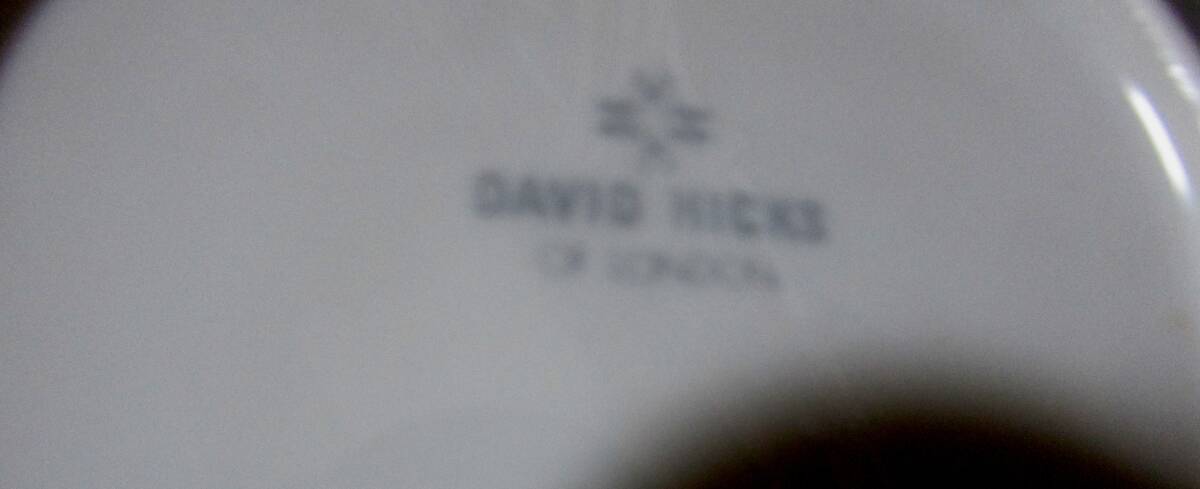 DAVID HICKS
OF LONDON